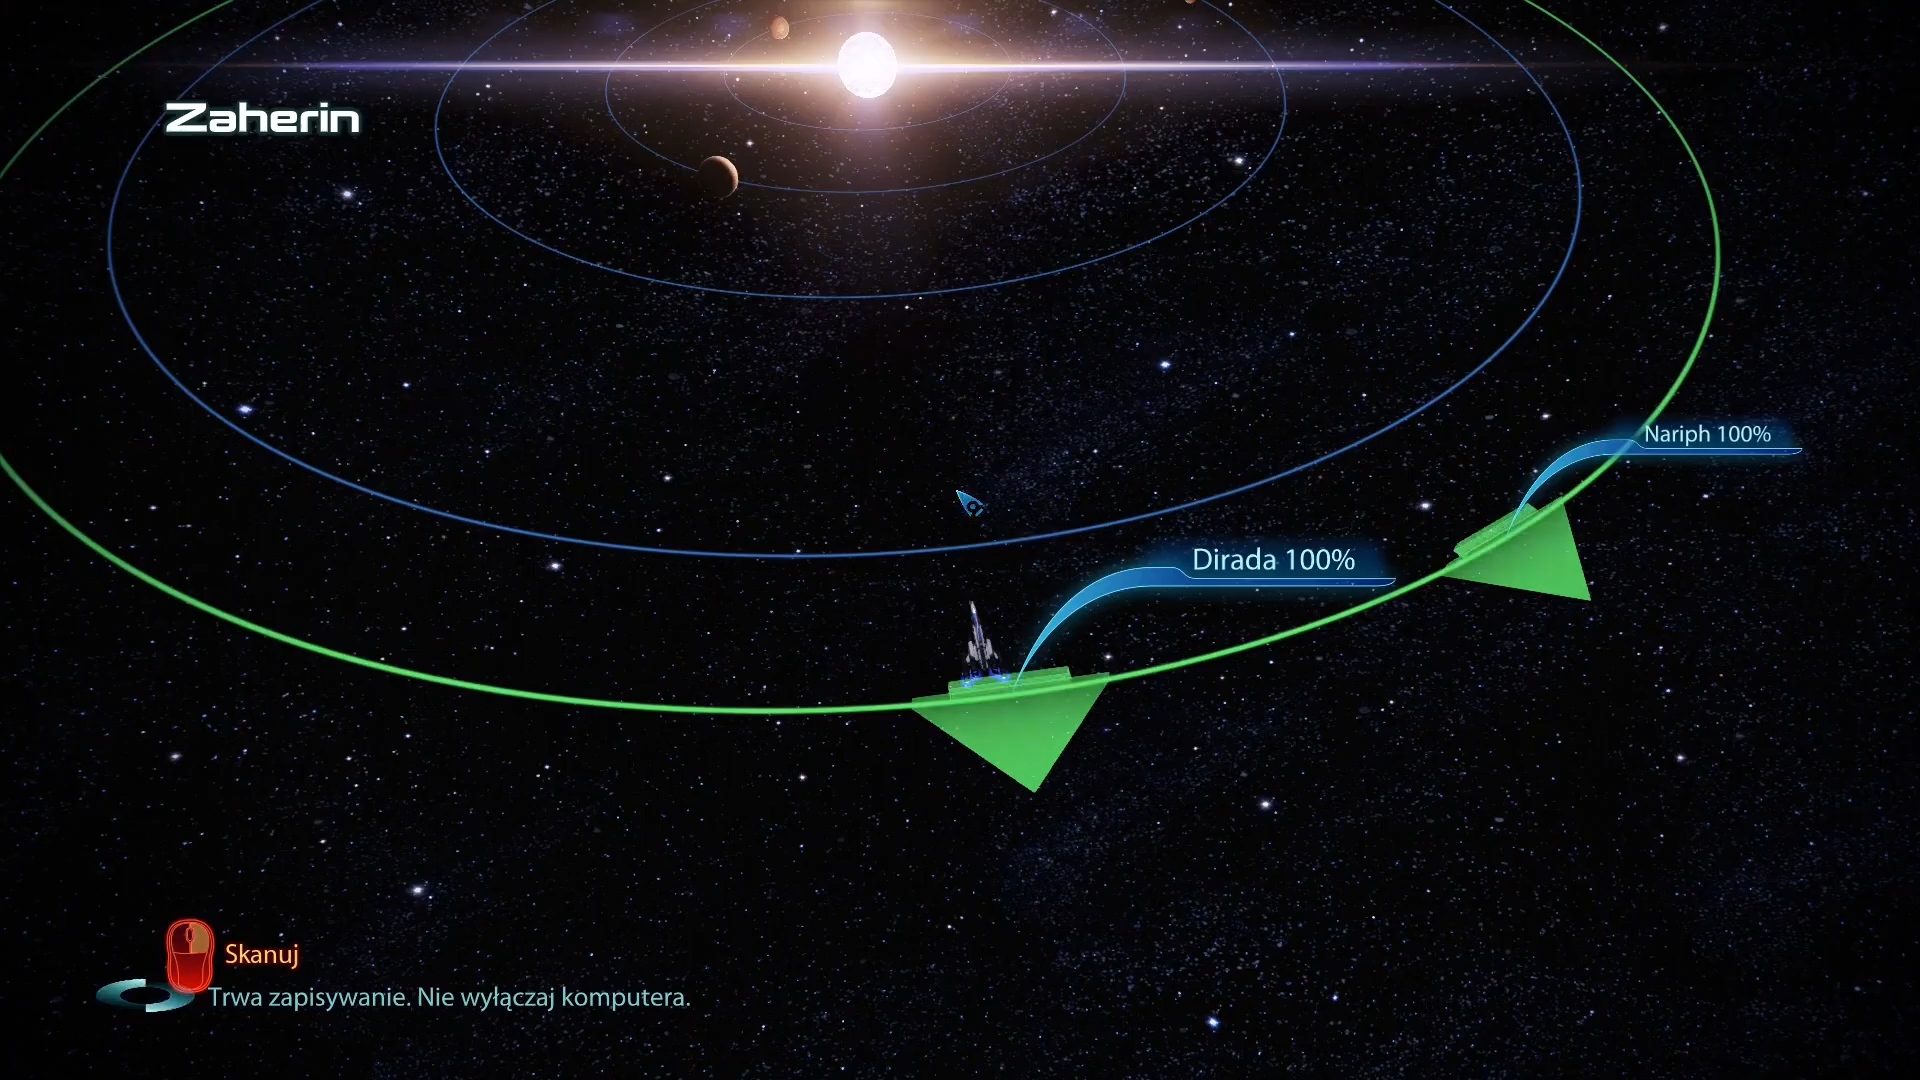 Zaherin
Nariph 100%
Dirada 100%
Skanuj
Trwa zapisywanie. Nie wyłączaj komputera.